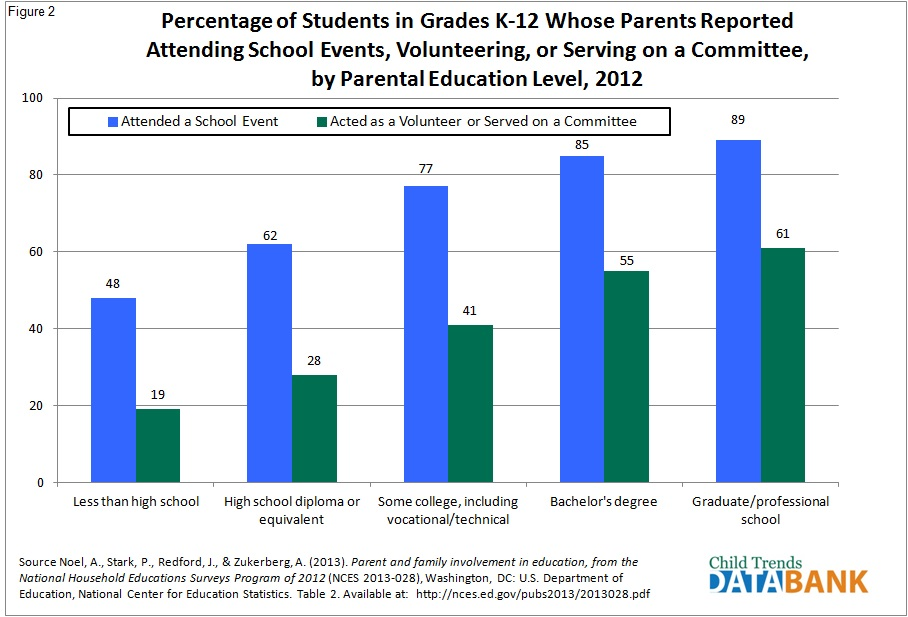 Figure 2
Percentage of Students in Grades K-12 Whose Parents Reported
Attending School Events, Volunteering, or Serving on a Committee,
by Parental Education Level, 2012
100
Attended a School Event
Acted as a Volunteer or Served on a Committee
89
85
80
77
62
61
60
55
48
41
40
28
19
20
0
Less than high school
High school diploma or
equivalent
Some college, including
vocational/technical
Bachelor's degree
Graduate/professional
school
Source Noel, A., Stark, P., Redford, J., & Zukerberg, A. (2013). Parent and family involvement in education, from the
National Household Educations Surveys Program of 2012 (NCES 2013-028), Washington, DC: U.S. Department of
Education, National Center for Education Statistics. Table 2. Available at: http://nces.ed.gov/pubs2013/2013028.pdf
Child Trends
DATABANK